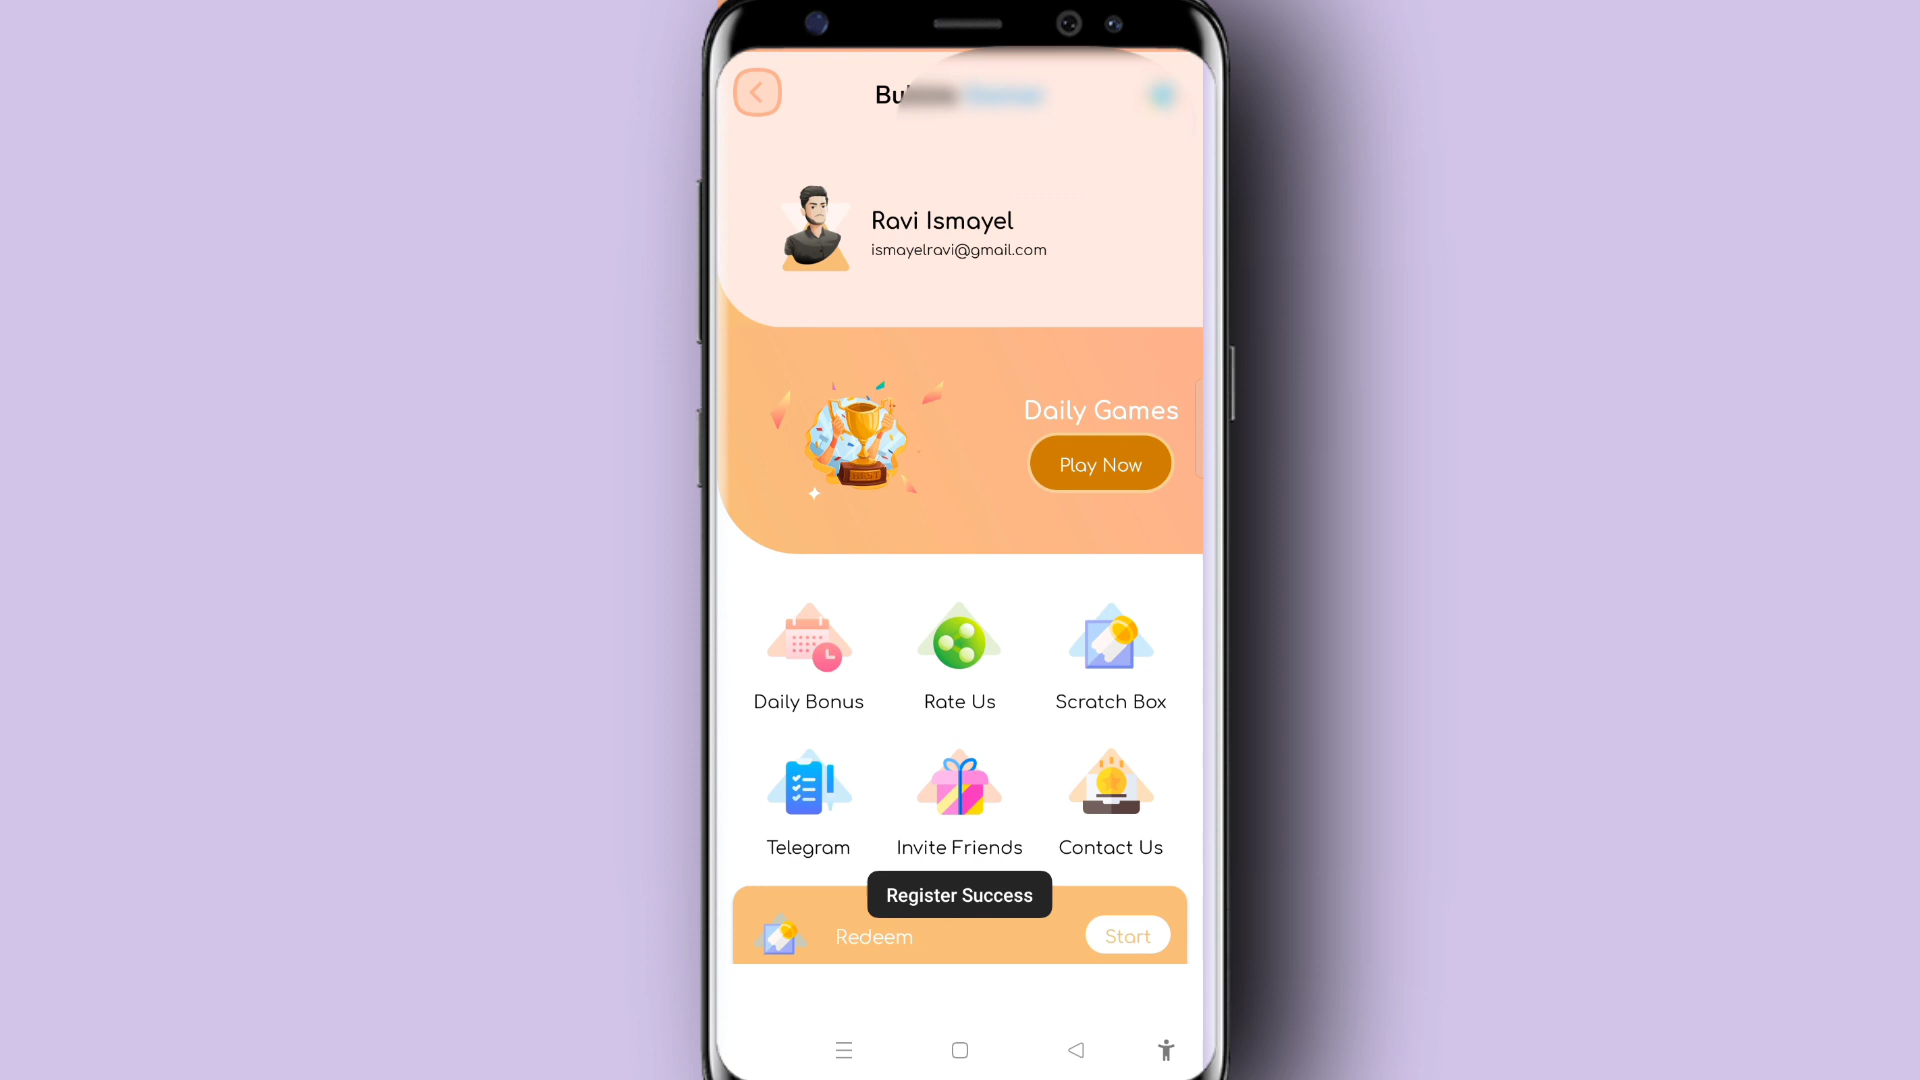 Ravi Ismayel
ismayelravi@gmail.com
BEST
Daily Games
Play Now
Daily Bonus
Rate Us
Scratch Box
Telegram
Invite Friends
Contact Us
Register Success
Redeem
Start